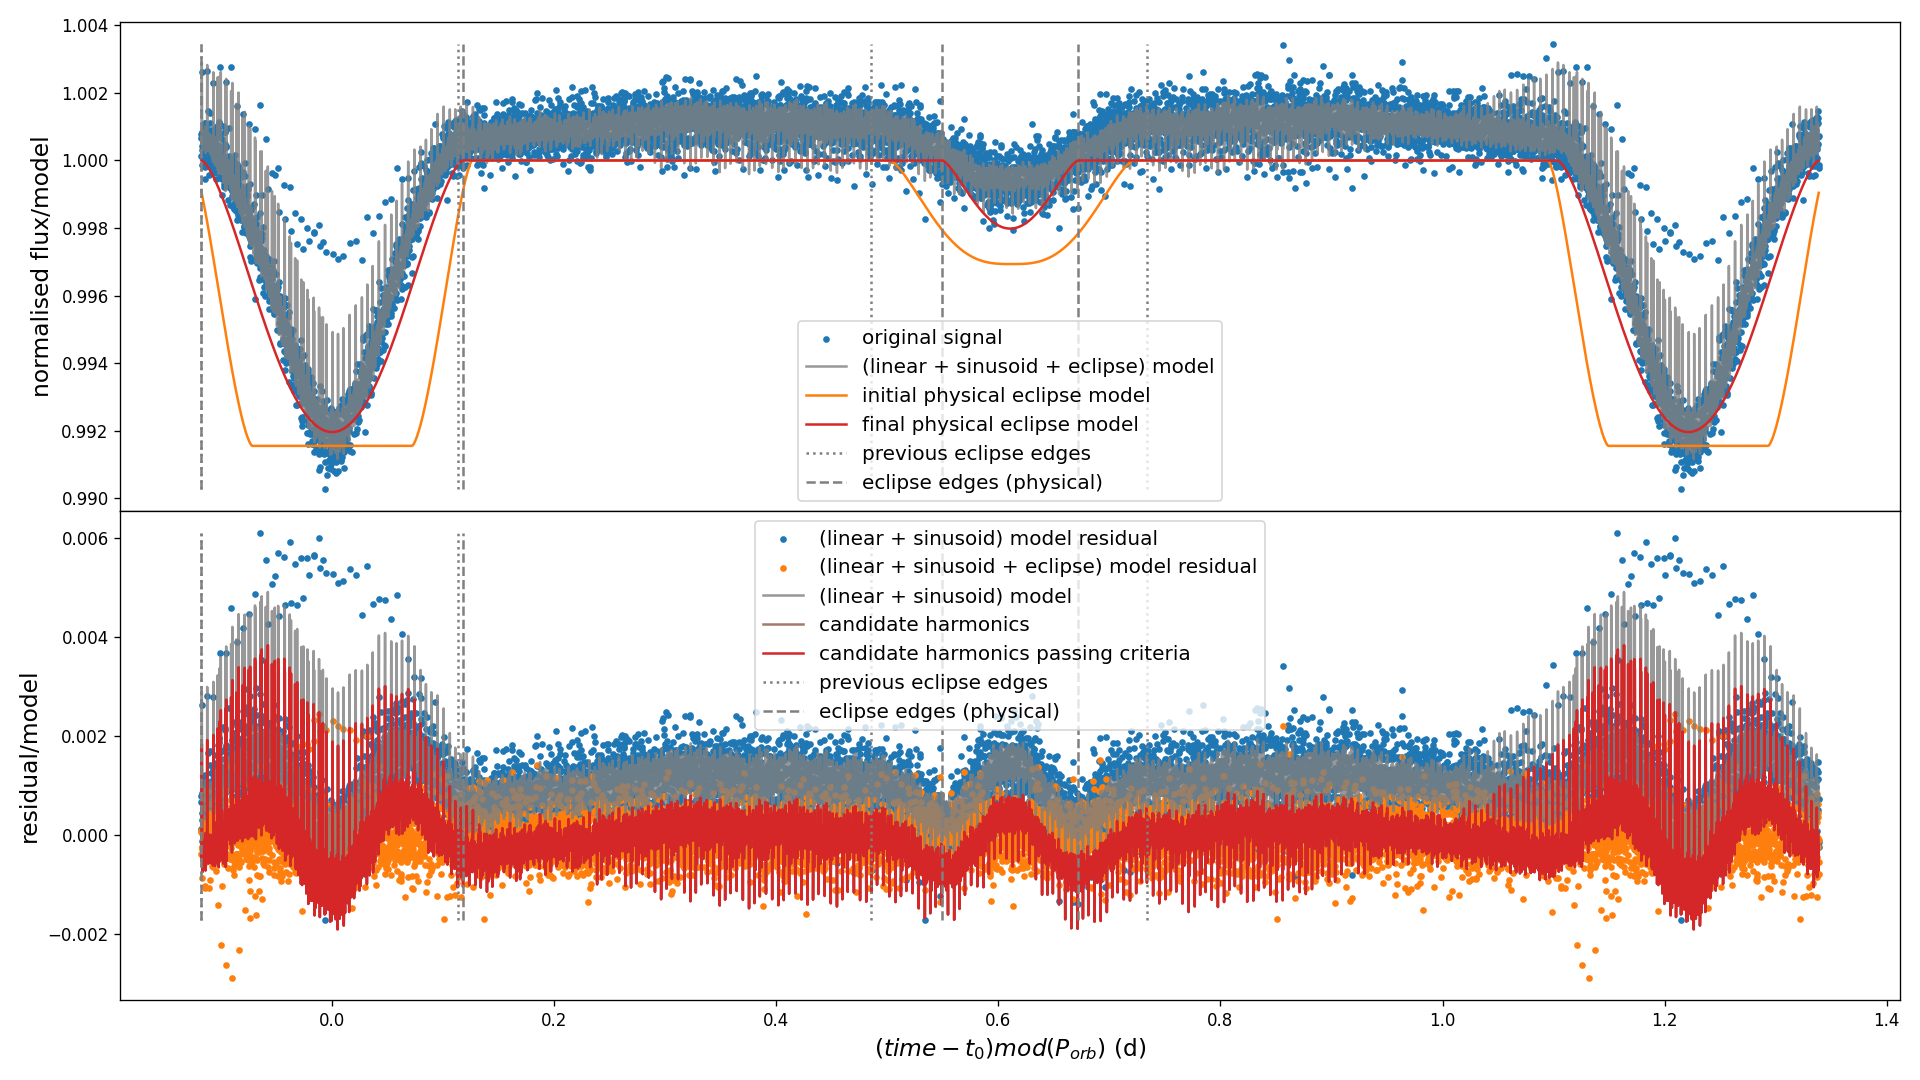 1.004
1.002
1.000
0.998
0.996
0.994
0.992
0.990
normalised flux/model
original signal
(linear + sinusoid + eclipse) model
initial physical eclipse model
final physical eclipse model
previous eclipse edges
eclipse edges (physical)
0.006
0.004
0.002
0.000
−0.002
residual/model
(linear + sinusoid) model residual
(linear + sinusoid + eclipse) model residual
(linear + sinusoid) model
candidate harmonics
candidate harmonics passing criteria
previous eclipse edges
eclipse edges (physical)
0.0 0.2 0.4 0.6 0.8 1.0 1.2 1.4
(time − t₀)mod(P_orb) (d)